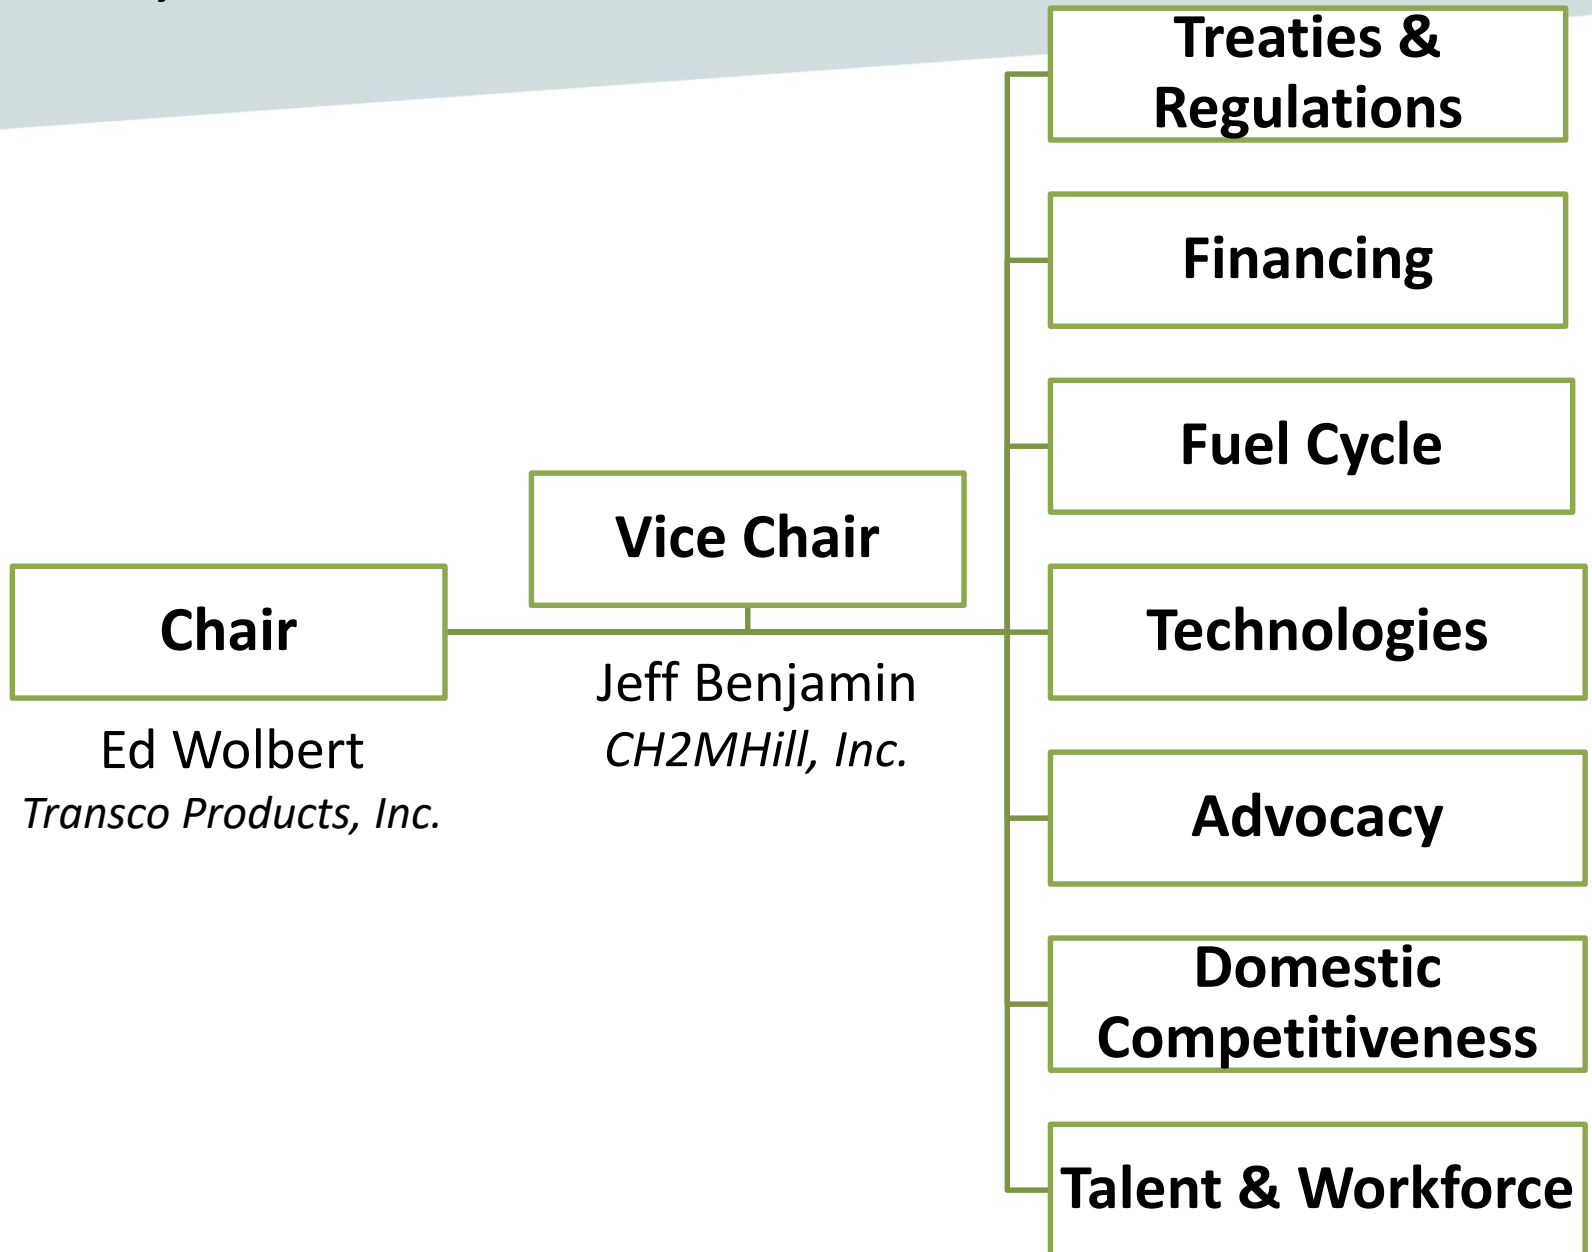 Treaties &
Regulations
Financing
Fuel Cycle
Vice Chair
Chair
Technologies
Jeff Benjamin
CH2MHill, Inc.
Ed Wolbert
Transco Products, Inc.
Advocacy
Domestic
Competitiveness
Talent & Workforce